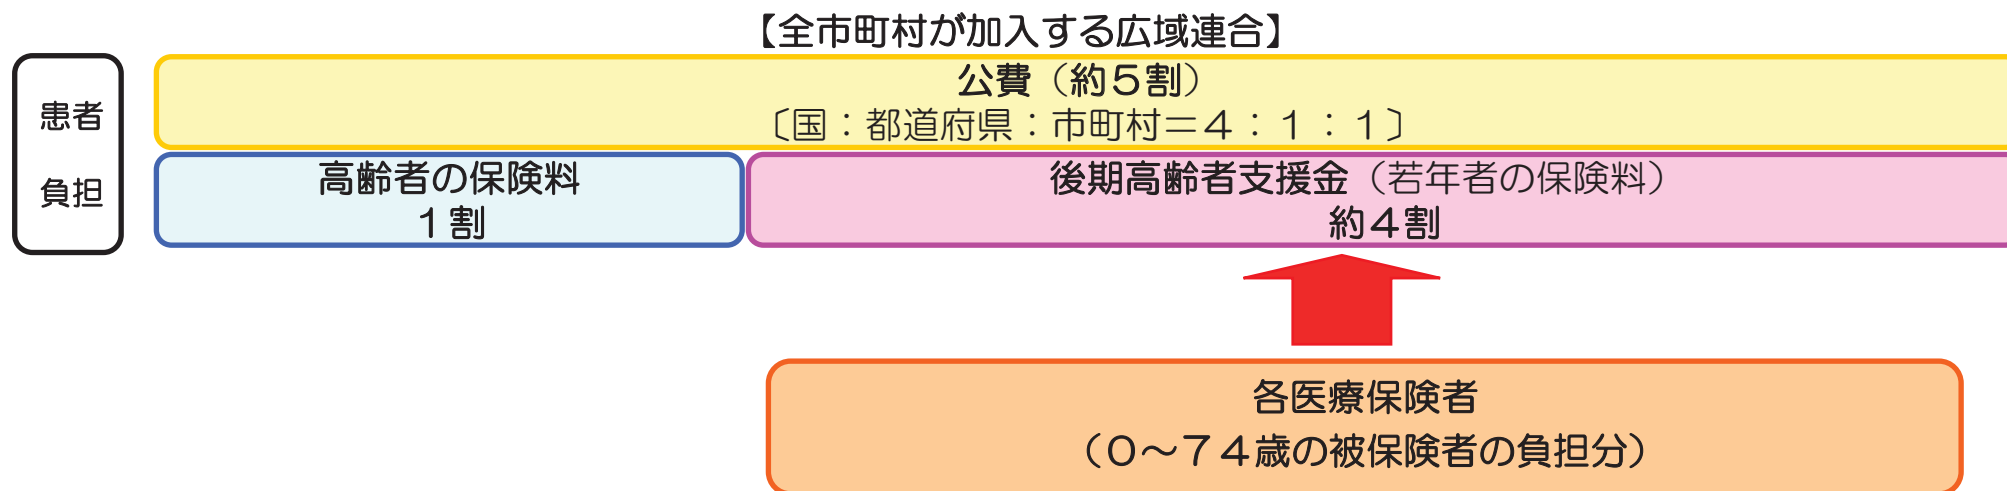 【全市町村が加入する広域連合】
患者
負担
公費（約５割）
〔国：都道府県：市町村＝４：１：１〕
高齢者の保険料
１割
後期高齢者支援金（若年者の保険料）
約４割
各医療保険者
（０～７４歳の被保険者の負担分）